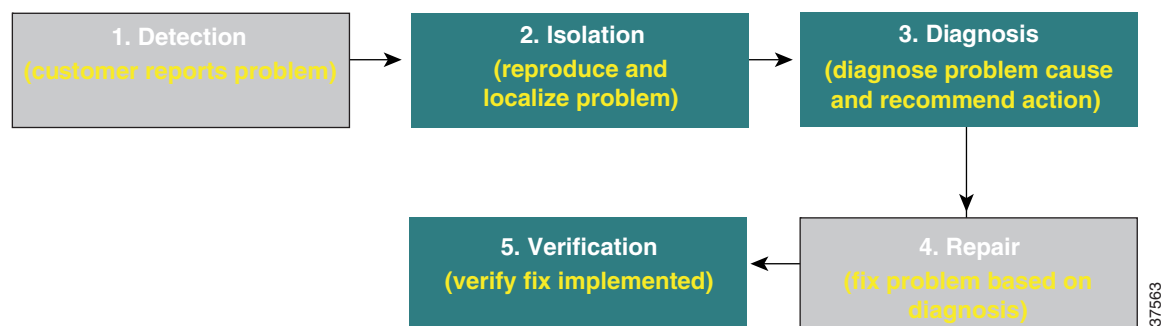 1. Detection
(customer reports problem)
2. Isolation
(reproduce and
localize problem)
3. Diagnosis
(diagnose problem cause
and recommend action)
4. Repair
(fix problem based on
diagnosis)
5. Verification
(verify fix implemented)
37563